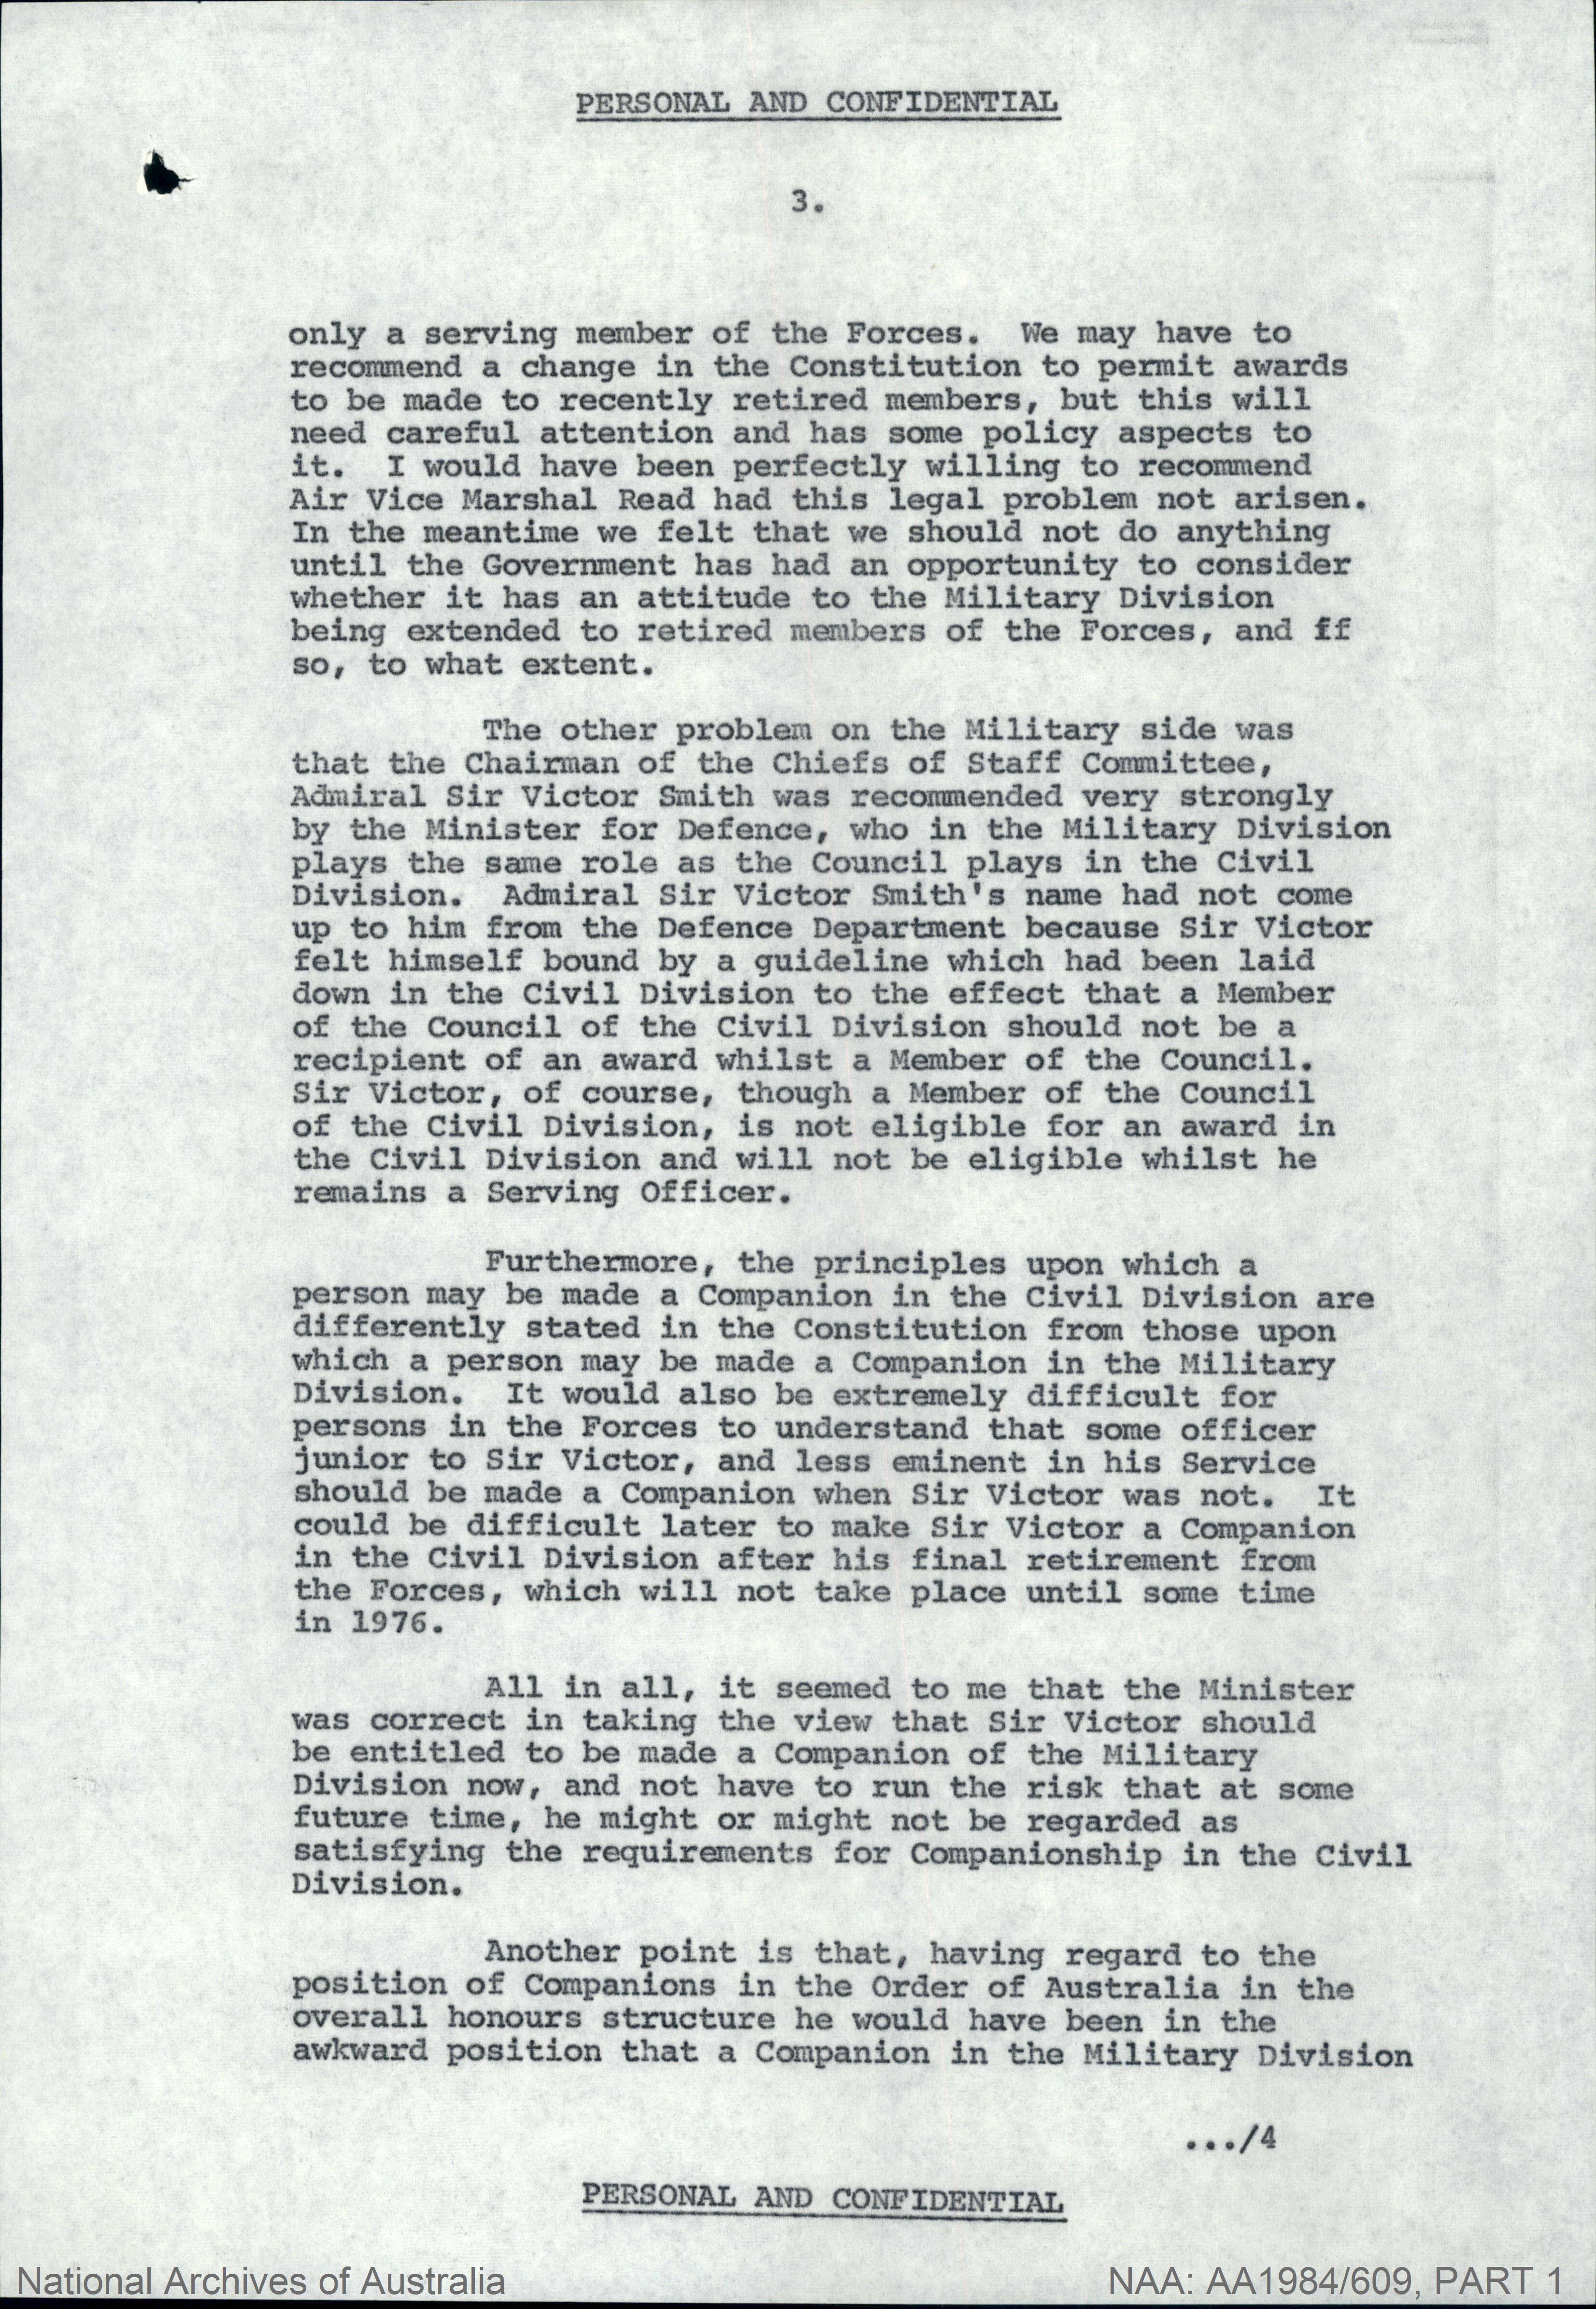 PERSONAL AND CONFIDENTIAL
3.
only a serving member of the Forces.  We may have to
recommend a change in the Constitution to permit awards
to be made to recently retired members, but this will
need careful attention and has some policy aspects to
it.  I would have been perfectly willing to recommend
Air Vice Marshal Read had this legal problem not arisen.
In the meantime we felt that we should not do anything
until the Government has had an opportunity to consider
whether it has an attitude to the Military Division
being extended to retired members of the Forces, and if
so, to what extent.
The other problem on the Military side was
that the Chairman of the Chiefs of Staff Committee,
Admiral Sir Victor Smith was recommended very strongly
by the Minister for Defence, who in the Military Division
plays the same role as the Council plays in the Civil
Division.  Admiral Sir Victor Smith's name had not come
up to him from the Defence Department because Sir Victor
felt himself bound by a guideline which had been laid
down in the Civil Division to the effect that a Member
of the Council of the Civil Division should not be a
recipient of an award whilst a Member of the Council.
Sir Victor, of course, though a Member of the Council
of the Civil Division, is not eligible for an award in
the Civil Division and will not be eligible whilst he
remains a Serving Officer.
Furthermore, the principles upon which a
person may be made a Companion in the Civil Division are
differently stated in the Constitution from those upon
which a person may be made a Companion in the Military
Division.  It would also be extremely difficult for
persons in the Forces to understand that some officer
junior to Sir Victor, and less eminent in his Service
should be made a Companion when Sir Victor was not.  It
could be difficult later to make Sir Victor a Companion
in the Civil Division after his final retirement from
the Forces, which will not take place until some time
in 1976.
All in all, it seemed to me that the Minister
was correct in taking the view that Sir Victor should
be entitled to be made a Companion of the Military
Division now, and not have to run the risk that at some
future time, he might or might not be regarded as
satisfying the requirements for Companionship in the Civil
Division.
Another point is that, having regard to the
position of Companions in the Order of Australia in the
overall honours structure he would have been in the
awkward position that a Companion in the Military Division
.../4
PERSONAL AND CONFIDENTIAL
National Archives of Australia
NAA: AA1984/609, PART 1